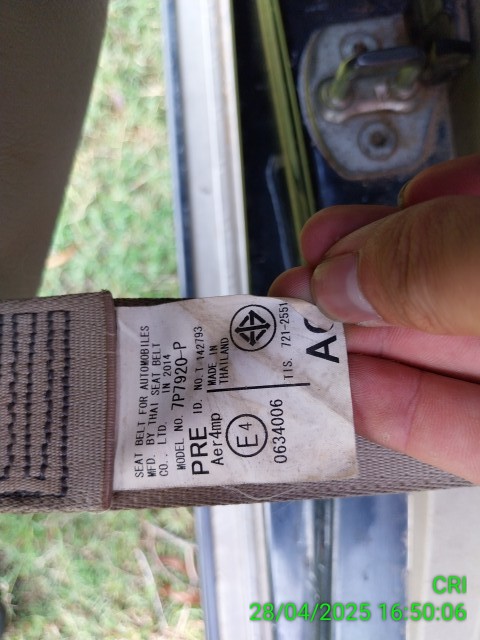 SEAT BELT FOR AUTOMOBILES
MFD. BY THAI SEAT BELT
CO., LTD. IN 2014
MODEL NO. 7P7920-P
PRE ID. NO. T 142793
Aer4mp MADE IN
THAILAND
E4
0634006 TIS. 721-2551
CRI
28/04/2025 16:50:06